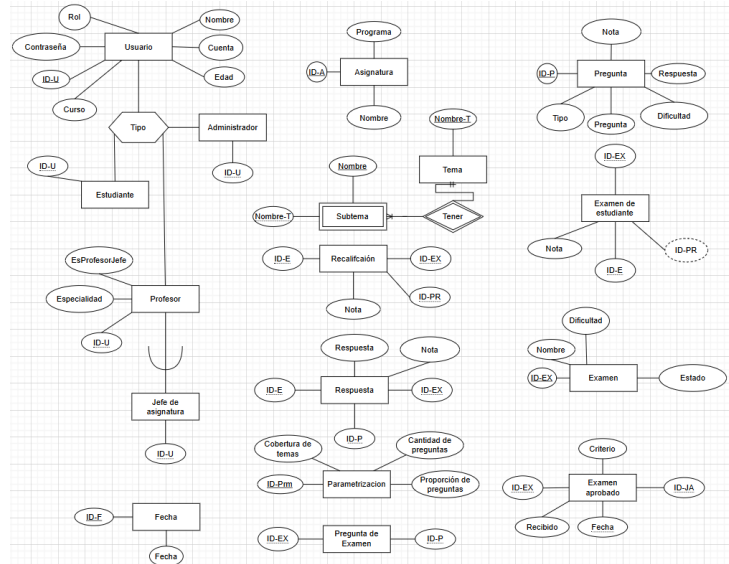 Rol
Nombre
Contraseña
Usuario
Cuenta
ID-U
Edad
Curso
Tipo
Administrador
ID-U
ID-U
Estudiante
EsProfesorJefe
Especialidad
Profesor
ID-U
Jefe de
asignatura
ID-U
ID-F
Fecha
Fecha
Programa
ID-A
Asignatura
Nombre
Nombre-T
Tema
Nombre
Nombre-T
Subtema
Tener
ID-E
Recalifcaión
ID-EX
ID-PR
Nota
Respuesta
Nota
ID-E
Respuesta
ID-EX
ID-P
Cobertura de
temas
Cantidad de
preguntas
ID-Prm
Parametrizacion
Proporción de
preguntas
ID-EX
Pregunta de
Examen
ID-P
Nota
ID-P
Pregunta
Respuesta
Tipo
Pregunta
Dificultad
ID-EX
Examen de
estudiante
Nota
ID-PR
ID-E
Dificultad
Nombre
ID-EX
Examen
Estado
Criterio
ID-EX
Examen
aprobado
ID-JA
Recibido
Fecha